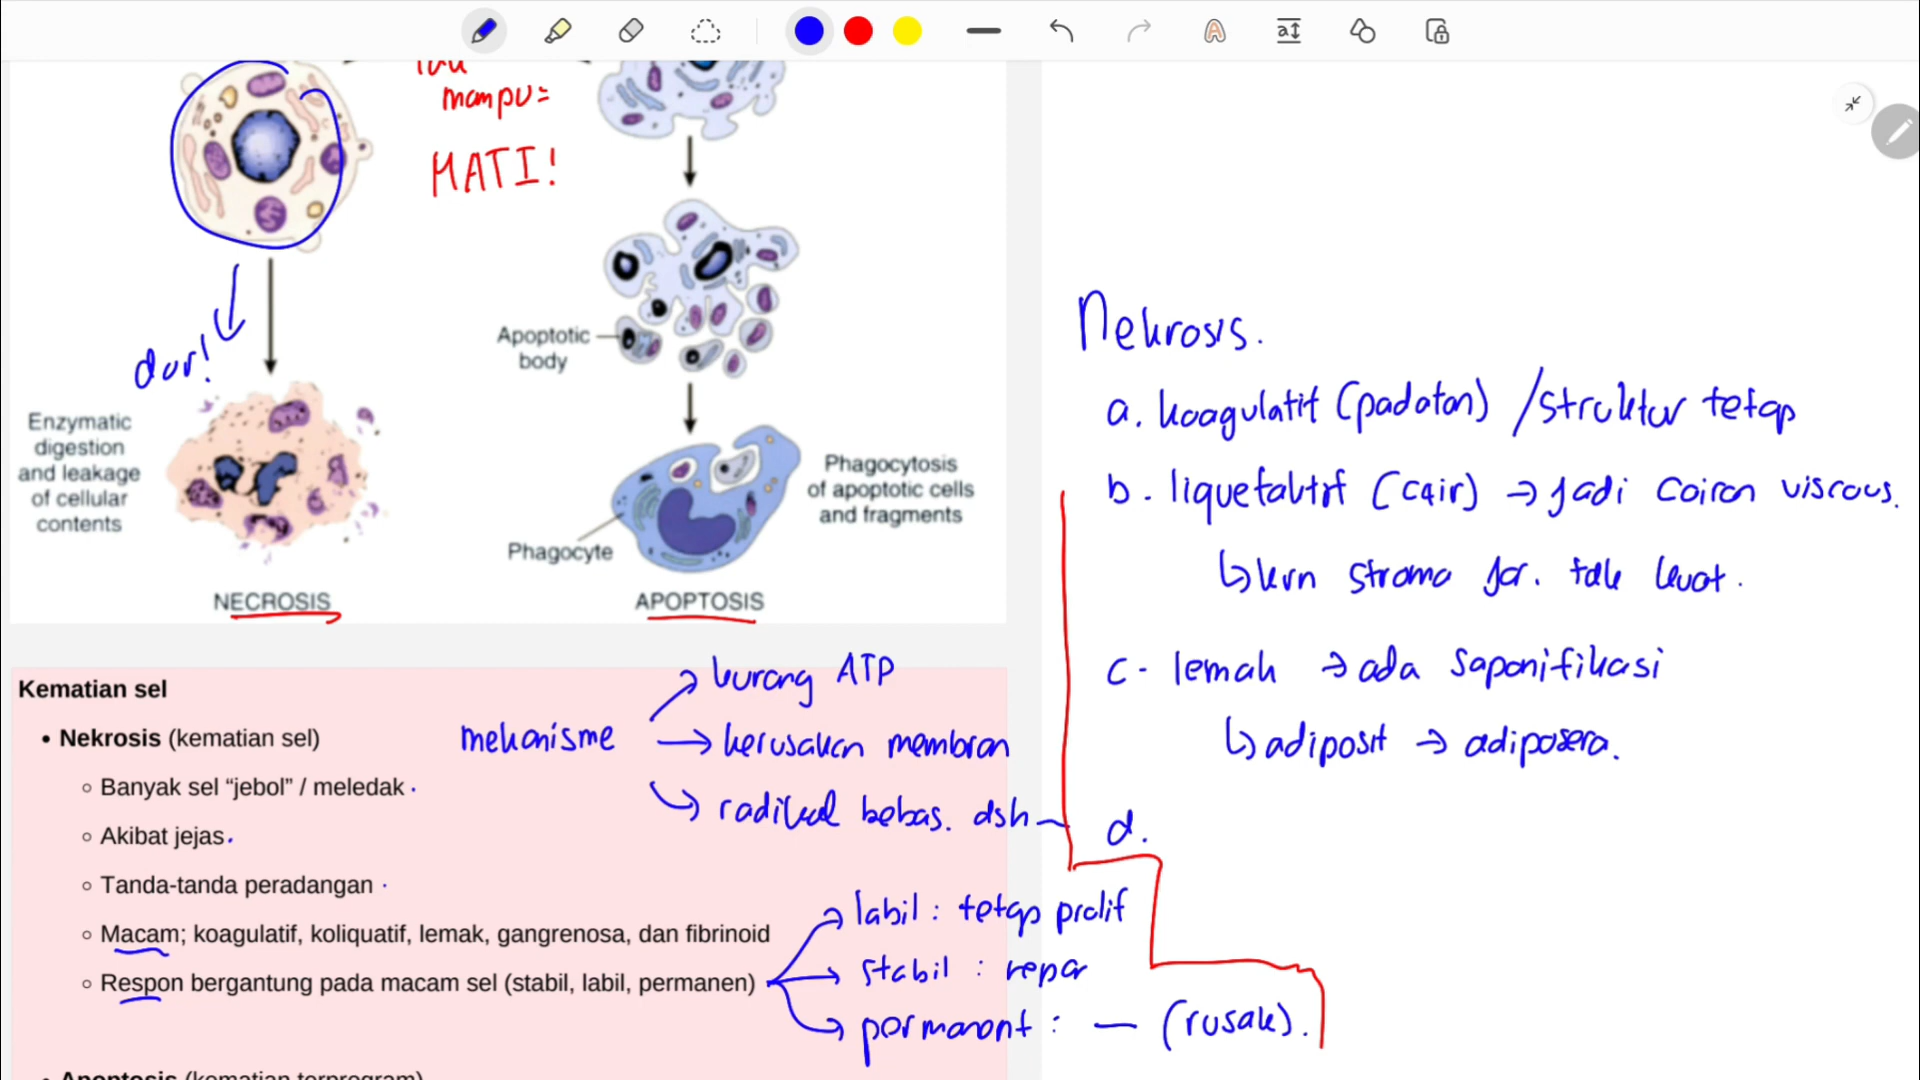 mampu=
MATI!
dor!
Apoptotic
body
Enzymatic
digestion
and leakage
of cellular
contents
Phagocytosis
of apoptotic cells
and fragments
Phagocyte
NECROSIS
APOPTOSIS
Kematian sel
• Nekrosis (kematian sel)
○ Banyak sel “jebol” / meledak
○ Akibat jejas
○ Tanda-tanda peradangan
○ Macam; koagulatif, koliquatif, lemak, gangrenosa, dan fibrinoid
○ Respon bergantung pada macam sel (stabil, labil, permanen)
• Apoptosis (kematian terprogram)
mekanisme
→ kurang ATP
→ kerusakan membran
→ radikal bebas. dsb
→ labil : tetap prolif
→ stabil : repar
→ permanent : — (rusak).
Nekrosis.
a. koagulatif (padatan) /struktur tetap
b. liquefaktif (cair) → jadi cairan viscous.
↳ krn stroma jar. tak kuat.
c- lemak → ada saponifikasi
↳ adiposit → adiposera.
d.